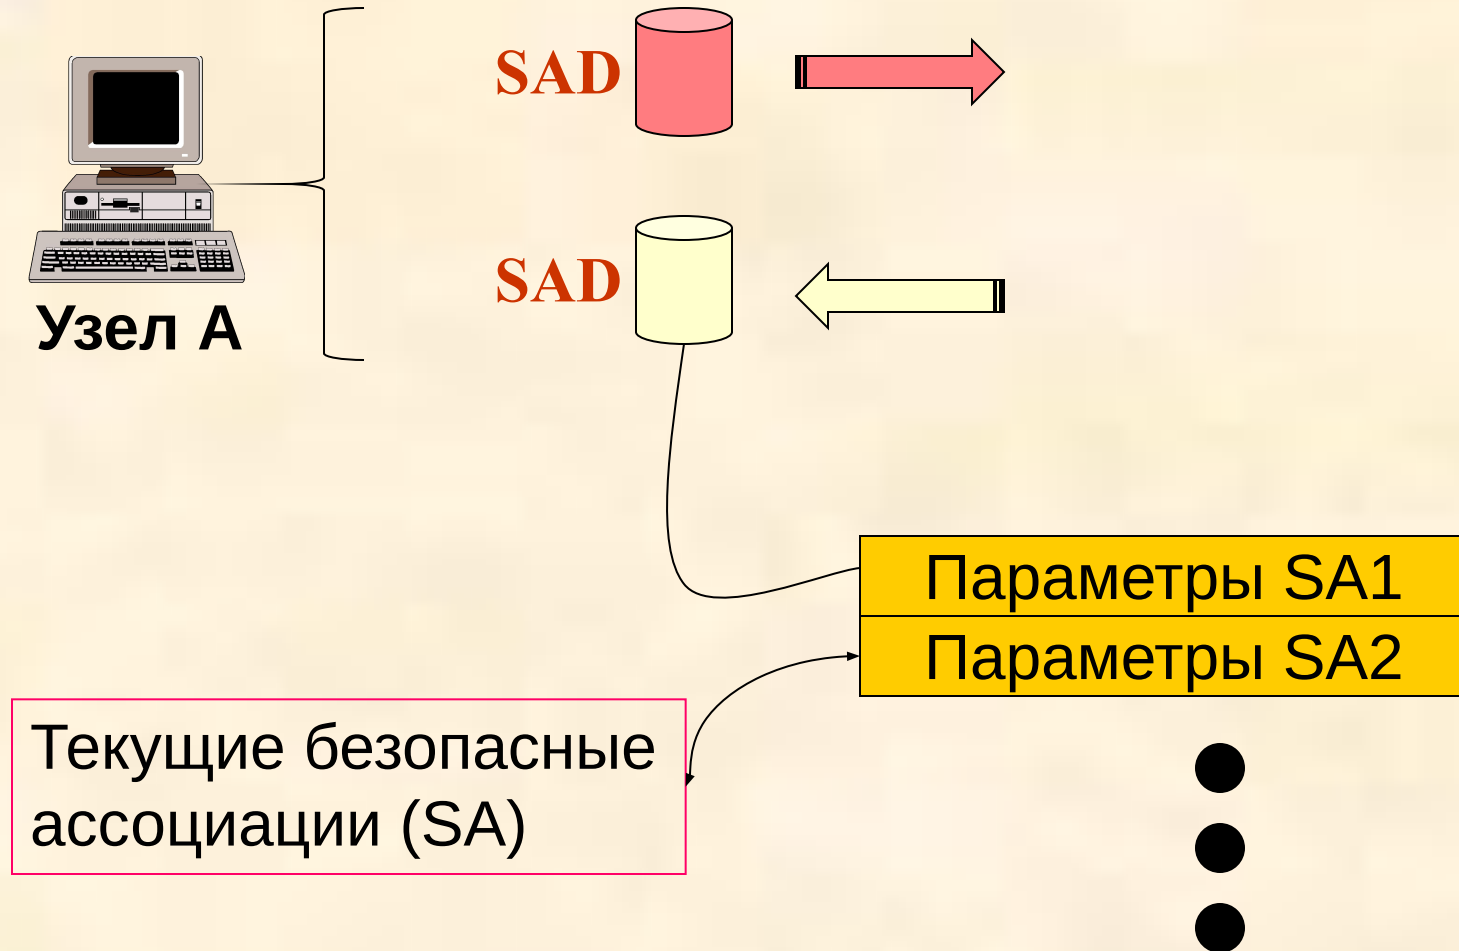 SAD
SAD
Узел А
Параметры SA1
Параметры SA2
Текущие безопасные
ассоциации (SA)